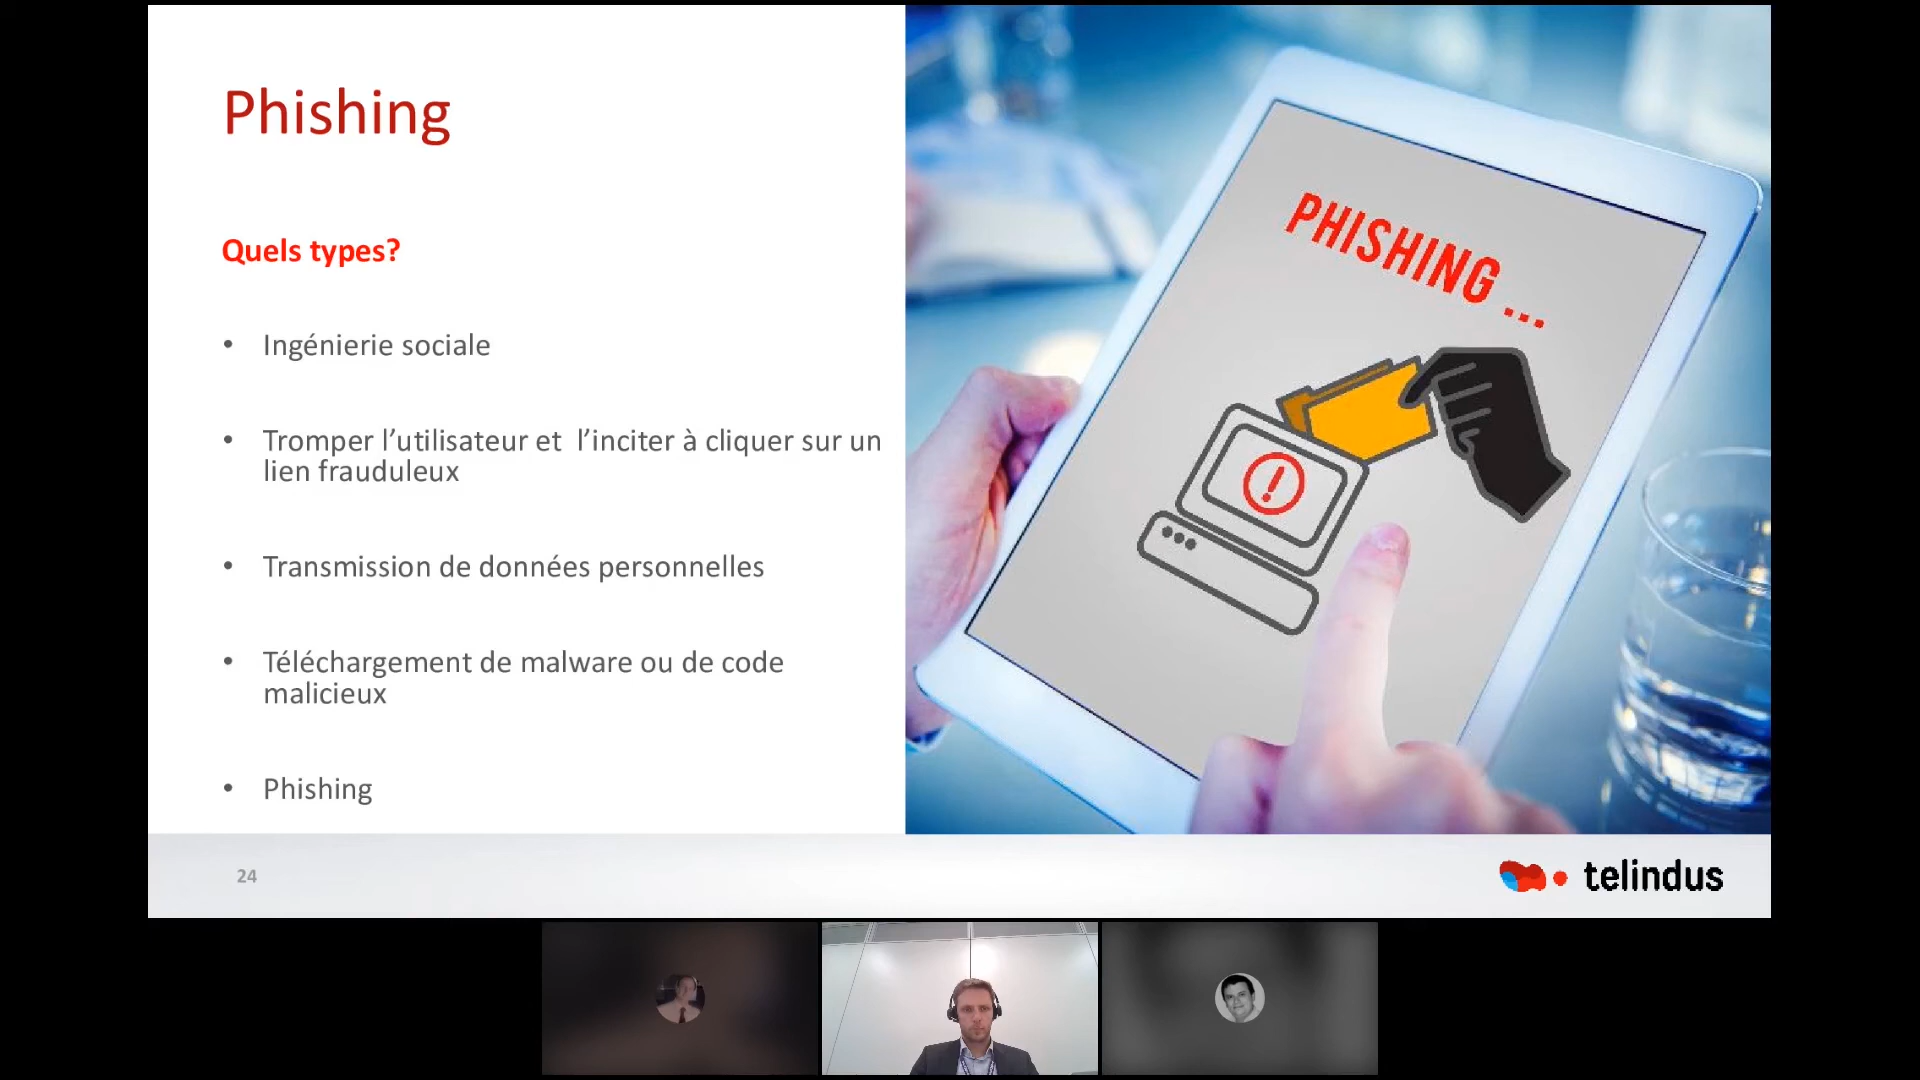 Phishing
Quels types?
• Ingénierie sociale
• Tromper l’utilisateur et  l’inciter à cliquer sur un
lien frauduleux
• Transmission de données personnelles
• Téléchargement de malware ou de code
malicieux
• Phishing
PHISHING ...
!
24
telindus